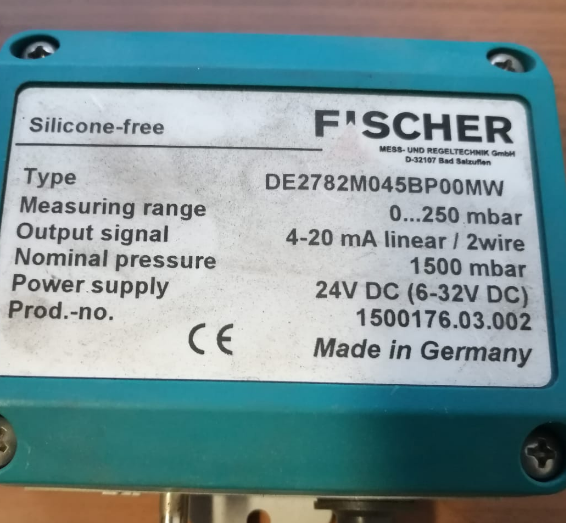 Silicone-free
F'SCHER
MESS- UND REGELTECHNIK GmbH
D-32107 Bad Salzuflen
Type DE2782M045BP00MW
Measuring range 0...250 mbar
Output signal 4-20 mA linear / 2wire
Nominal pressure 1500 mbar
Power supply 24V DC (6-32V DC)
Prod.-no. 1500176.03.002
CE Made in Germany